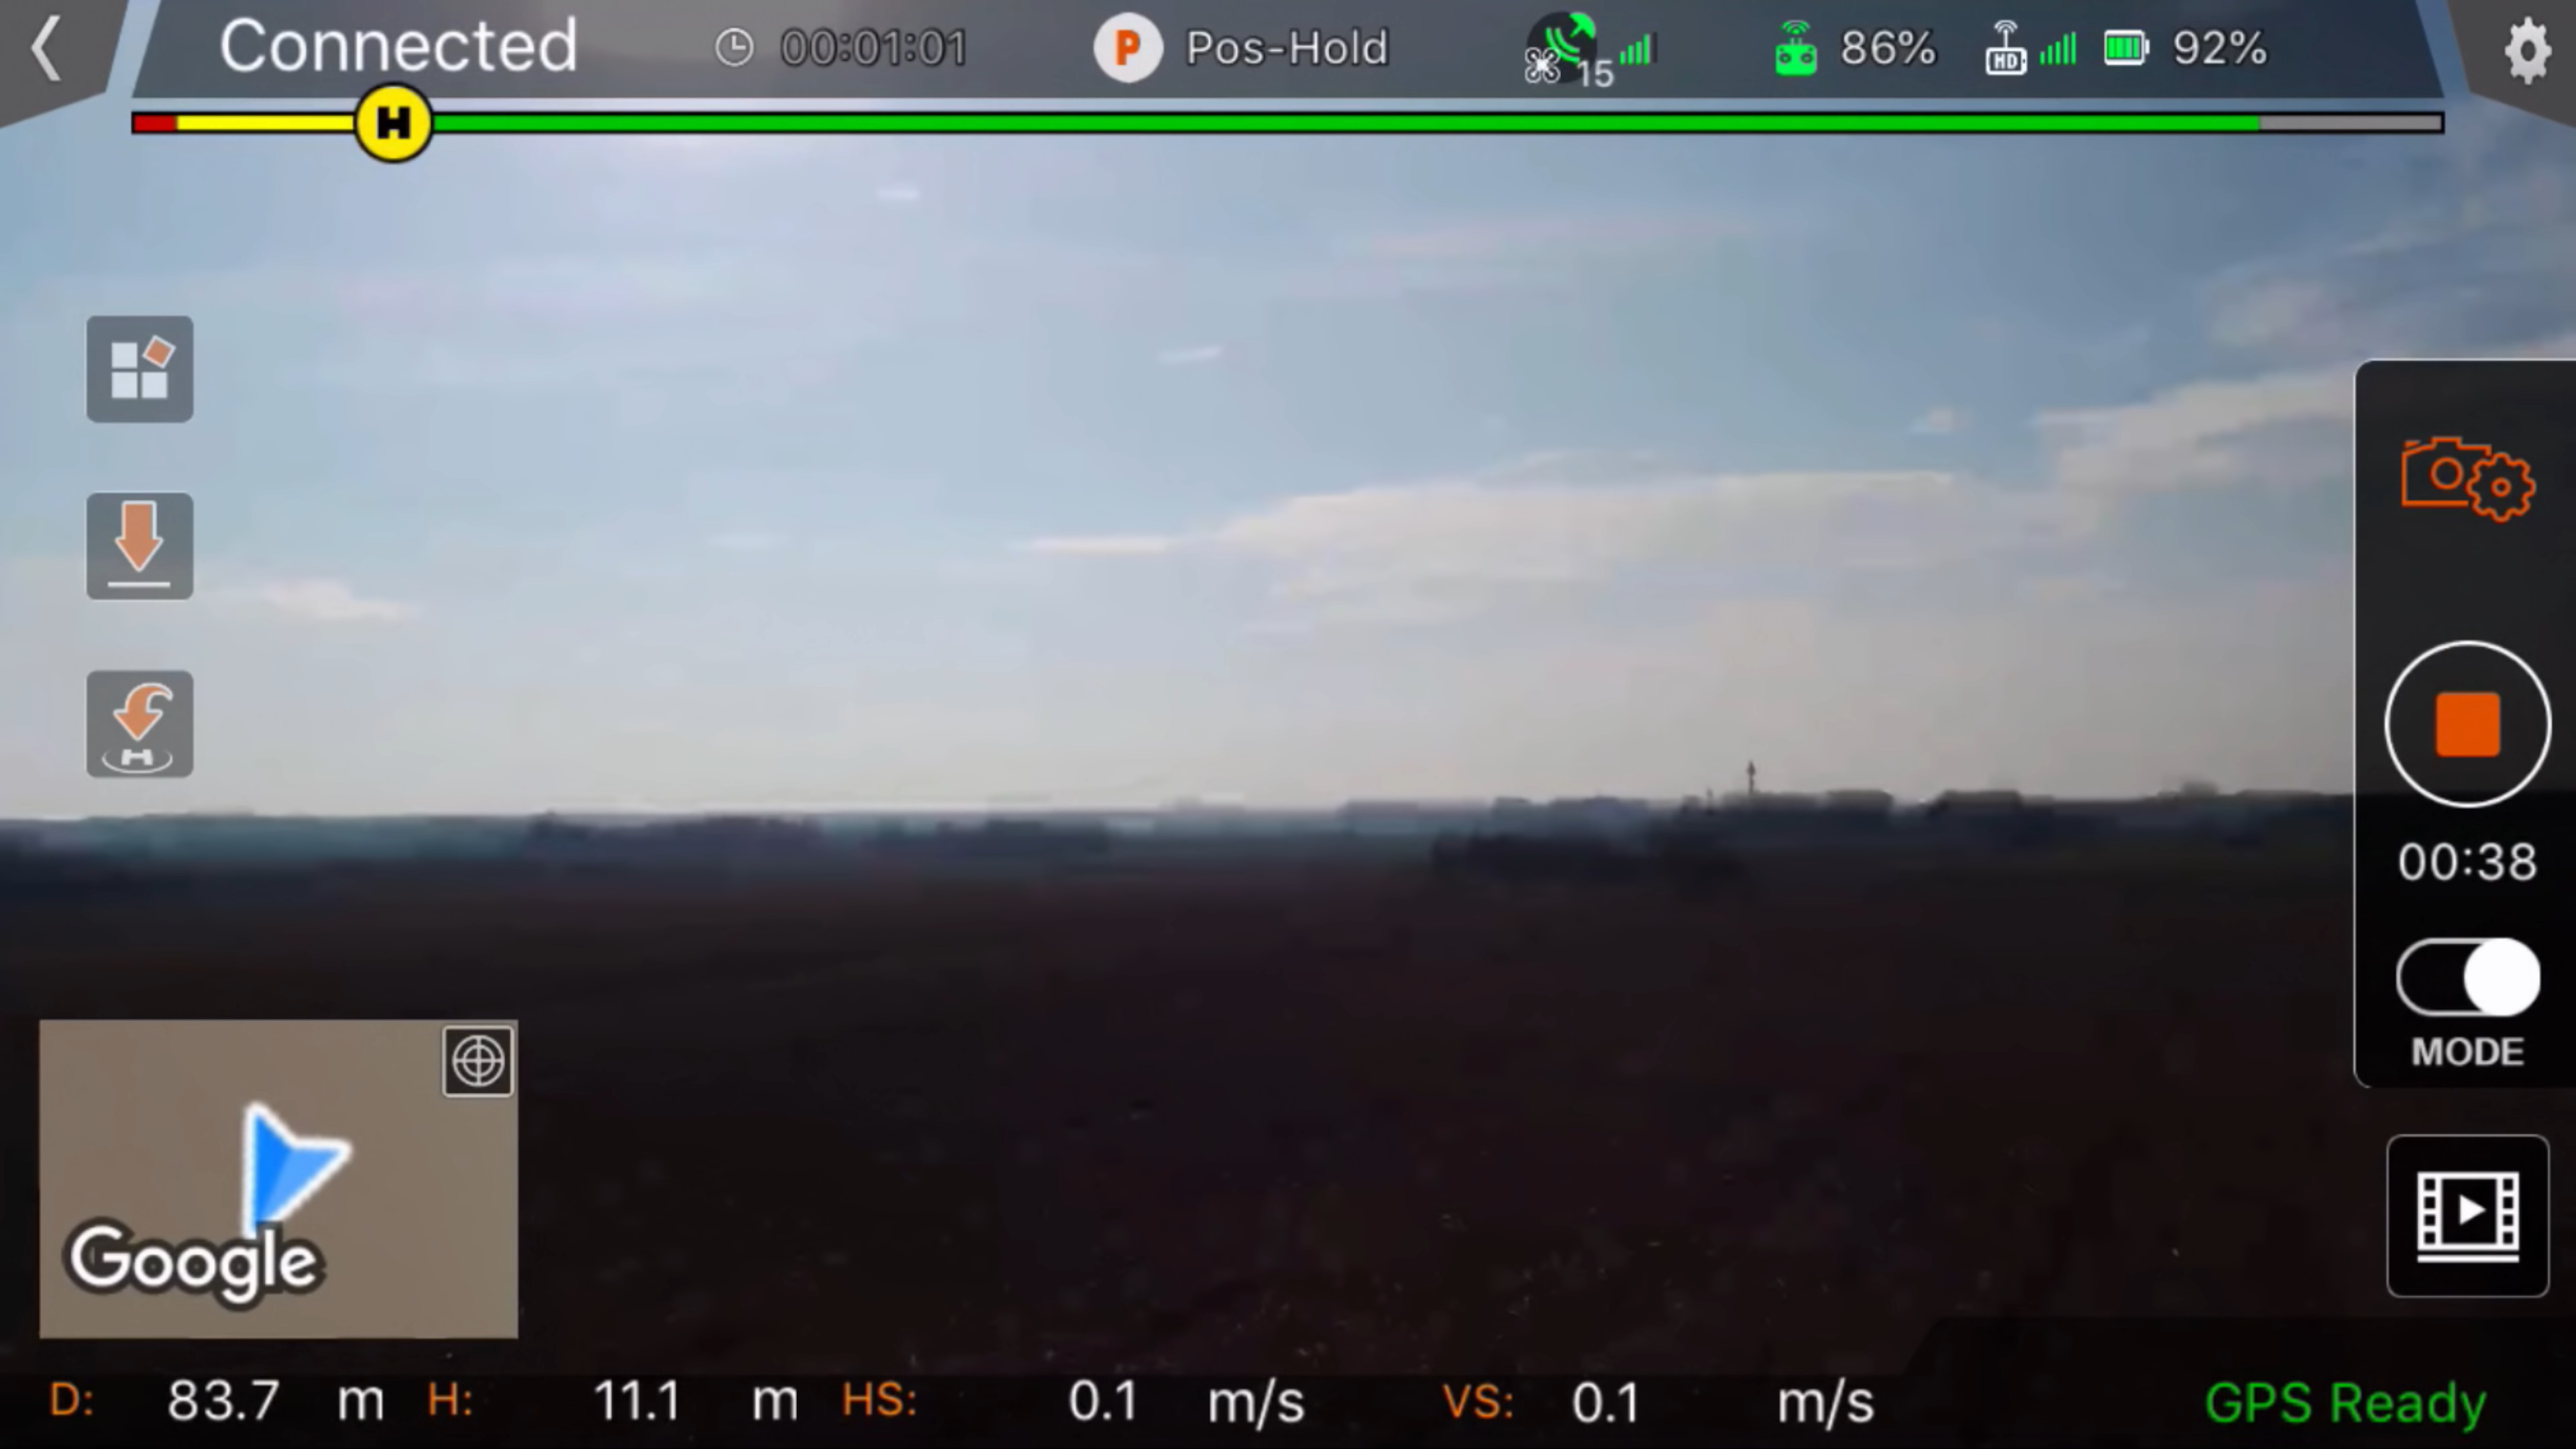 Connected 00:01:01 P Pos-Hold 15 86% HD 92%
H
H
00:38
MODE
Google
D: 83.7 m H: 11.1 m HS: 0.1 m/s VS: 0.1 m/s GPS Ready